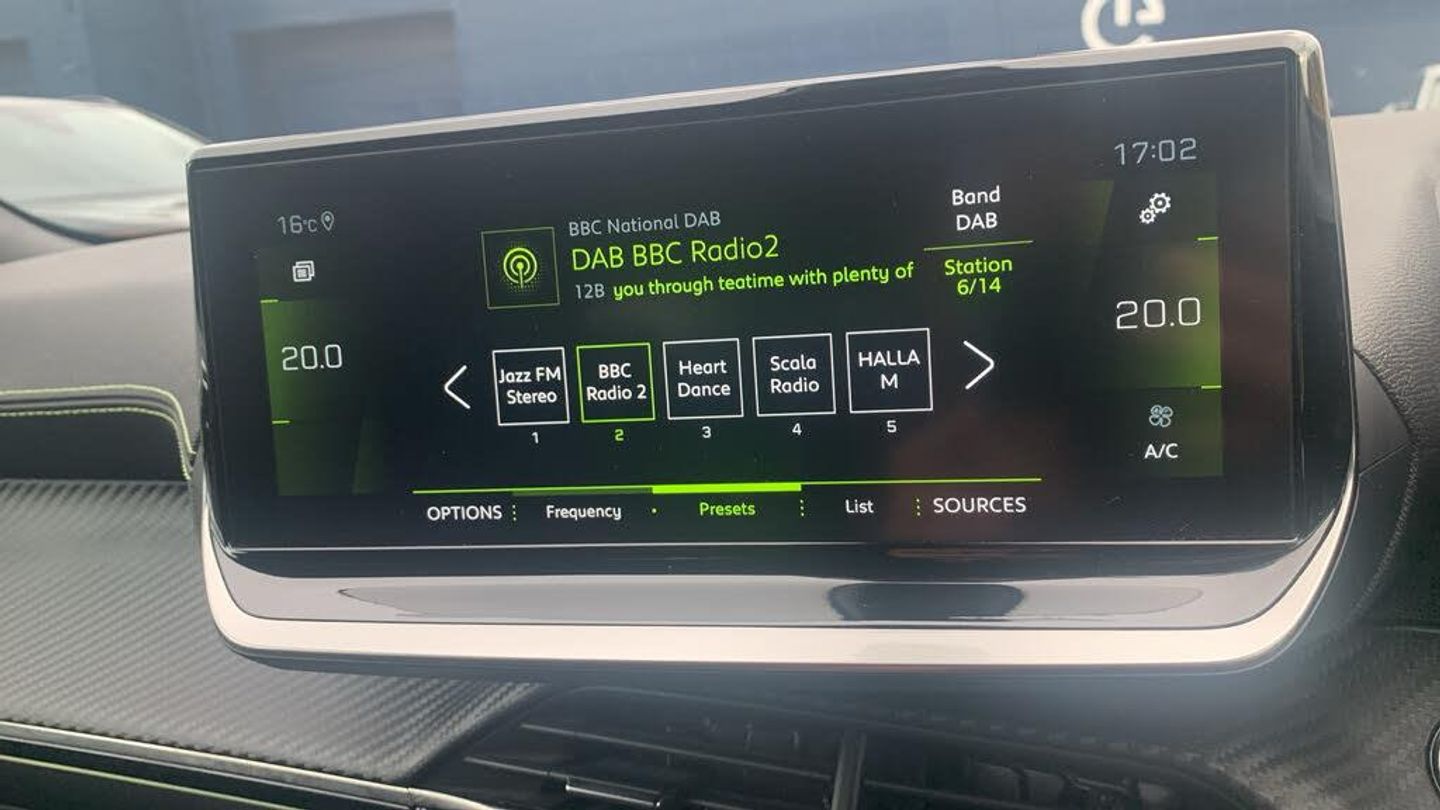 17:02
16°C
BBC National DAB
DAB BBC Radio2
12B you through teatime with plenty of
Band
DAB
Station
6/14
20.0
20.0
Jazz FM
Stereo
BBC
Radio 2
Heart
Dance
Scala
Radio
HALLA
M
1
2
3
4
5
A/C
OPTIONS
Frequency
Presets
List
SOURCES